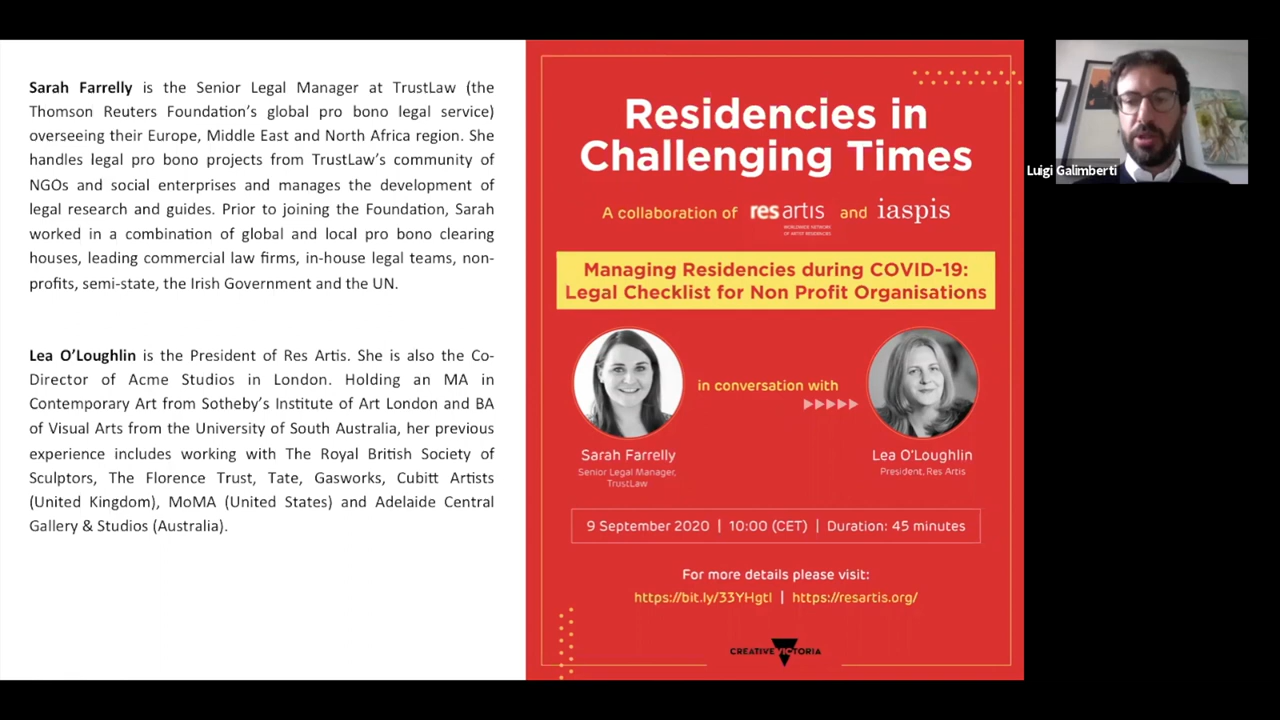 Sarah Farrelly is the Senior Legal Manager at TrustLaw (the
Thomson Reuters Foundation's global pro bono legal service)
overseeing their Europe, Middle East and North Africa region. She
handles legal pro bono projects from TrustLaw's community of
NGOs and social enterprises and manages the development of
legal research and guides. Prior to joining the Foundation, Sarah
worked in a combination of global and local pro bono clearing
houses, leading commercial law firms, in-house legal teams, non-
profits, semi-state, the Irish Government and the UN.
Lea O'Loughlin is the President of Res Artis. She is also the Co-
Director of Acme Studios in London. Holding an MA in
Contemporary Art from Sotheby's Institute of Art London and BA
of Visual Arts from the University of South Australia, her previous
experience includes working with The Royal British Society of
Sculptors, The Florence Trust, Tate, Gasworks, Cubitt Artists
(United Kingdom), MoMA (United States) and Adelaide Central
Gallery & Studios (Australia).
Residencies in
Challenging Times
A collaboration of res artis and iaspis
WORLDWIDE NETWORK
OF ARTIST RESIDENCIES
Managing Residencies during COVID-19:
Legal Checklist for Non Profit Organisations
in conversation with
Sarah Farrelly
Senior Legal Manager,
TrustLaw
Lea O'Loughlin
President, Res Artis
9 September 2020 | 10:00 (CET) | Duration: 45 minutes
For more details please visit:
https://bit.ly/33YHgtI | https://resartis.org/
CREATIVE VICTORIA
Luigi Galimberti